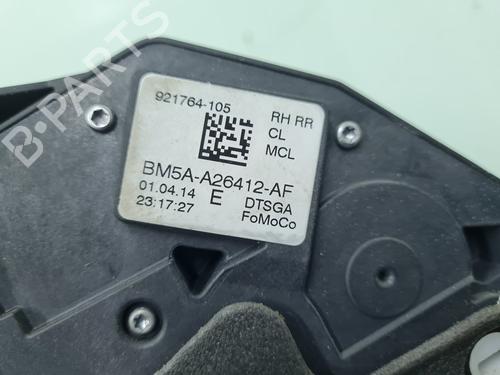 921764-105
RH RR
CL
MCL
BM5A-A26412-AF
01.04.14 E DTSGA
23:17:27 FoMoCo
B-PARTS